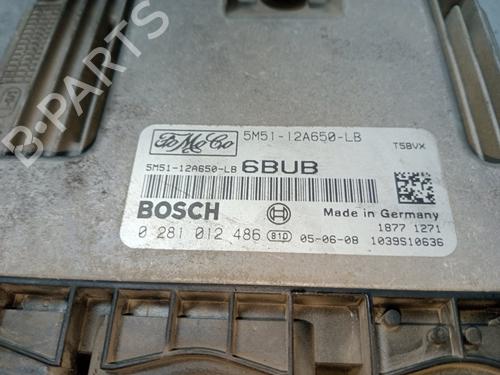 FoMoCo 5M51-12A650-LB T5BVX
5M51-12A650-LB 6BUB
BOSCH Made in Germany
0 281 012 486 81D 05-06-08 1877 1271
1039S10636
B-PARTS